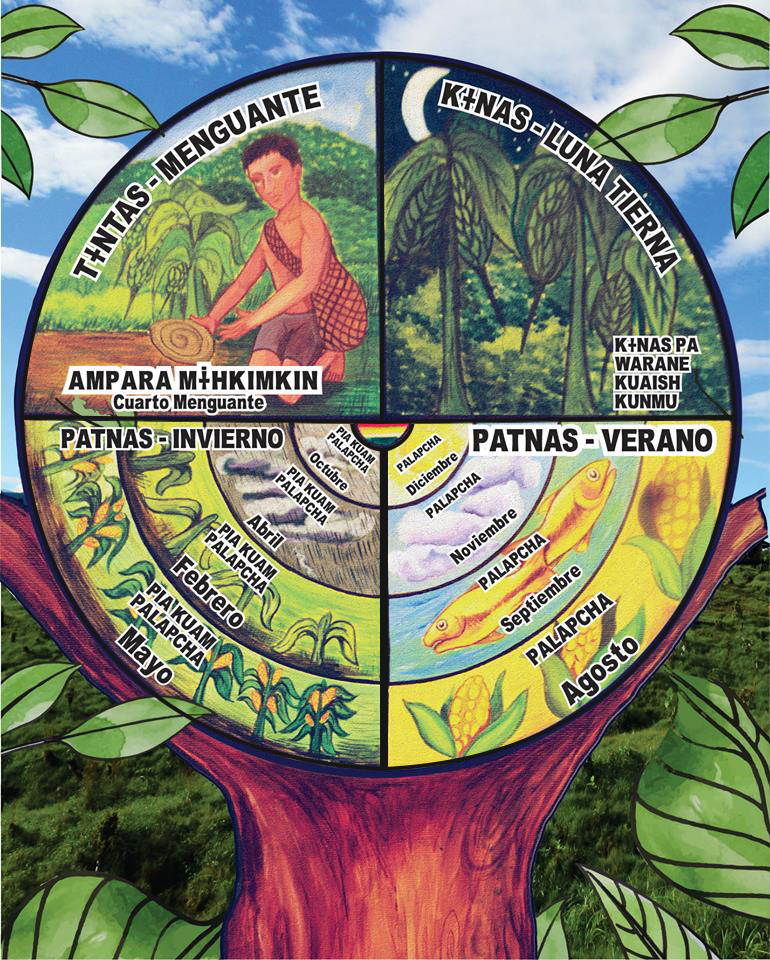 TɨNTAS - MENGUANTE
AMPARA MɨHKIMKIN
Cuarto Menguante
KɨNAS - LUNA TIERNA
KɨNAS PA
WARANE
KUAISH
KUNMU
PATNAS - INVIERNO
PIA KUAM
PALAPCHA
Octubre
PIA KUAM
PALAPCHA
Abril
PIA KUAM
PALAPCHA
Febrero
PIA KUAM
PALAPCHA
Mayo
PATNAS - VERANO
PALAPCHA
Diciembre
PALAPCHA
Noviembre
PALAPCHA
Septiembre
PALAPCHA
Agosto